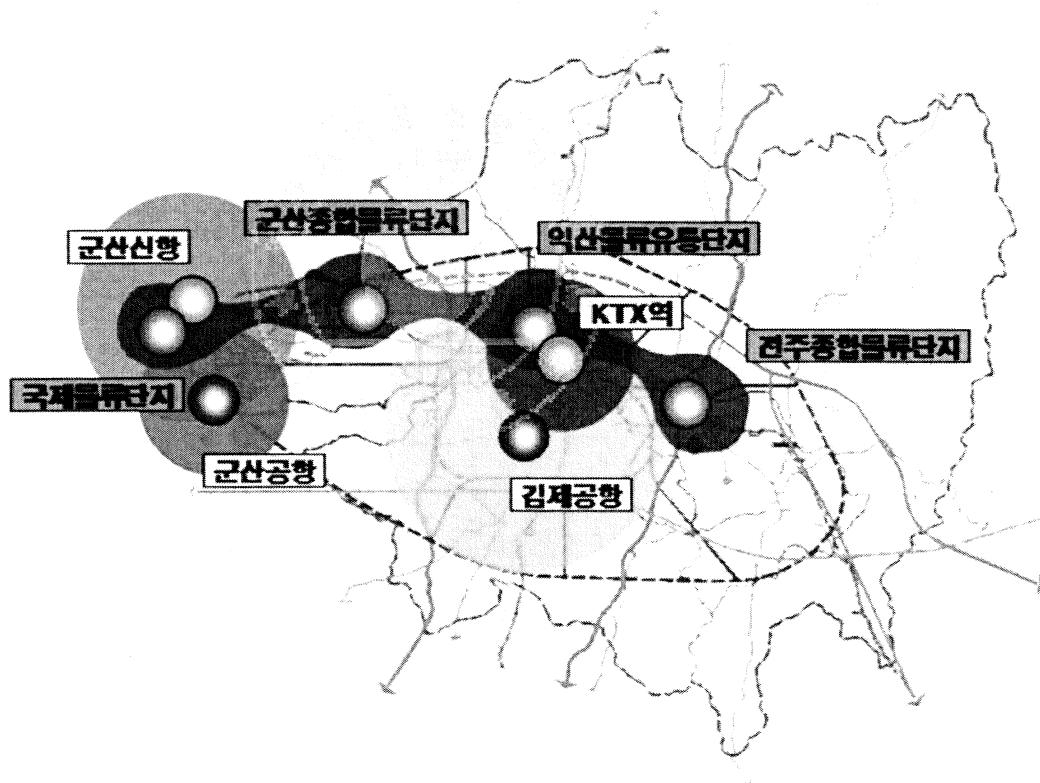 군산종합물류단지
군산신항
익산물류유통단지
KTX역
전주종합물류단지
국제물류단지
군산공항
김제공항